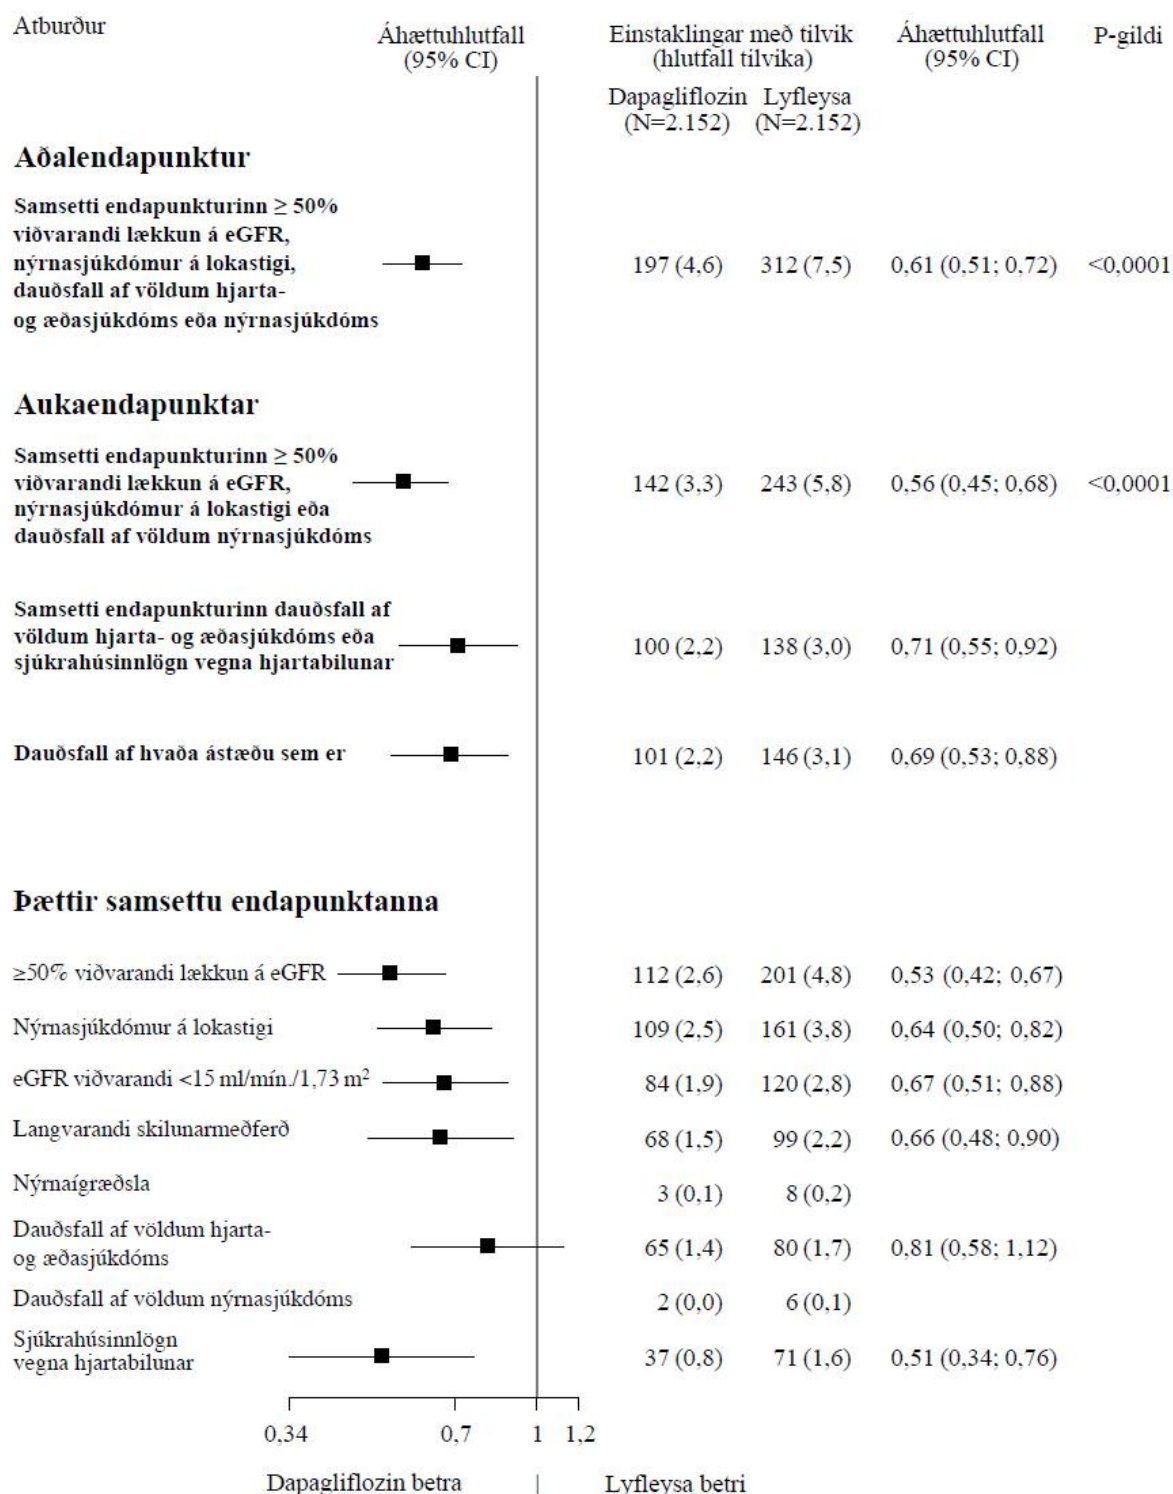 Atburður
Áhættuhlutfall
(95% CI)
Einstaklingar með tilvik
(hlutfall tilvika)
Áhættuhlutfall
(95% CI)
P-gildi
Dapagliflozin Lyfleysa
(N=2.152) (N=2.152)
Aðalendapunktur
Samsetti endapunkturinn ≥ 50%
viðvarandi lækkun á eGFR,
nýrnasjúkdómur á lokastigi,
dauðsfall af völdum hjarta-
og æðasjúkdóms eða nýrnasjúkdóms
197 (4,6) 312 (7,5) 0,61 (0,51; 0,72) <0,0001
Aukaendapunktar
Samsetti endapunkturinn ≥ 50%
viðvarandi lækkun á eGFR,
nýrnasjúkdómur á lokastigi eða
dauðsfall af völdum nýrnasjúkdóms
142 (3,3) 243 (5,8) 0,56 (0,45; 0,68) <0,0001
Samsetti endapunkturinn dauðsfall af
völdum hjarta- og æðasjúkdóms eða
sjúkrahúsinnlögn vegna hjartabilunar
100 (2,2) 138 (3,0) 0,71 (0,55; 0,92)
Dauðsfall af hvaða ástæðu sem er 101 (2,2) 146 (3,1) 0,69 (0,53; 0,88)
Þættir samsettu endapunktanna
≥50% viðvarandi lækkun á eGFR 112 (2,6) 201 (4,8) 0,53 (0,42; 0,67)
Nýrnasjúkdómur á lokastigi 109 (2,5) 161 (3,8) 0,64 (0,50; 0,82)
eGFR viðvarandi <15 ml/mín./1,73 m² 84 (1,9) 120 (2,8) 0,67 (0,51; 0,88)
Langvarandi skilunarmeðferð 68 (1,5) 99 (2,2) 0,66 (0,48; 0,90)
Nýrnaígræðsla 3 (0,1) 8 (0,2)
Dauðsfall af völdum hjarta-
og æðasjúkdóms
65 (1,4) 80 (1,7) 0,81 (0,58; 1,12)
Dauðsfall af völdum nýrnasjúkdóms 2 (0,0) 6 (0,1)
Sjúkrahúsinnlögn
vegna hjartabilunar
37 (0,8) 71 (1,6) 0,51 (0,34; 0,76)
0,34 0,7 1 1,2
Dapagliflozin betra | Lyfleysa betri